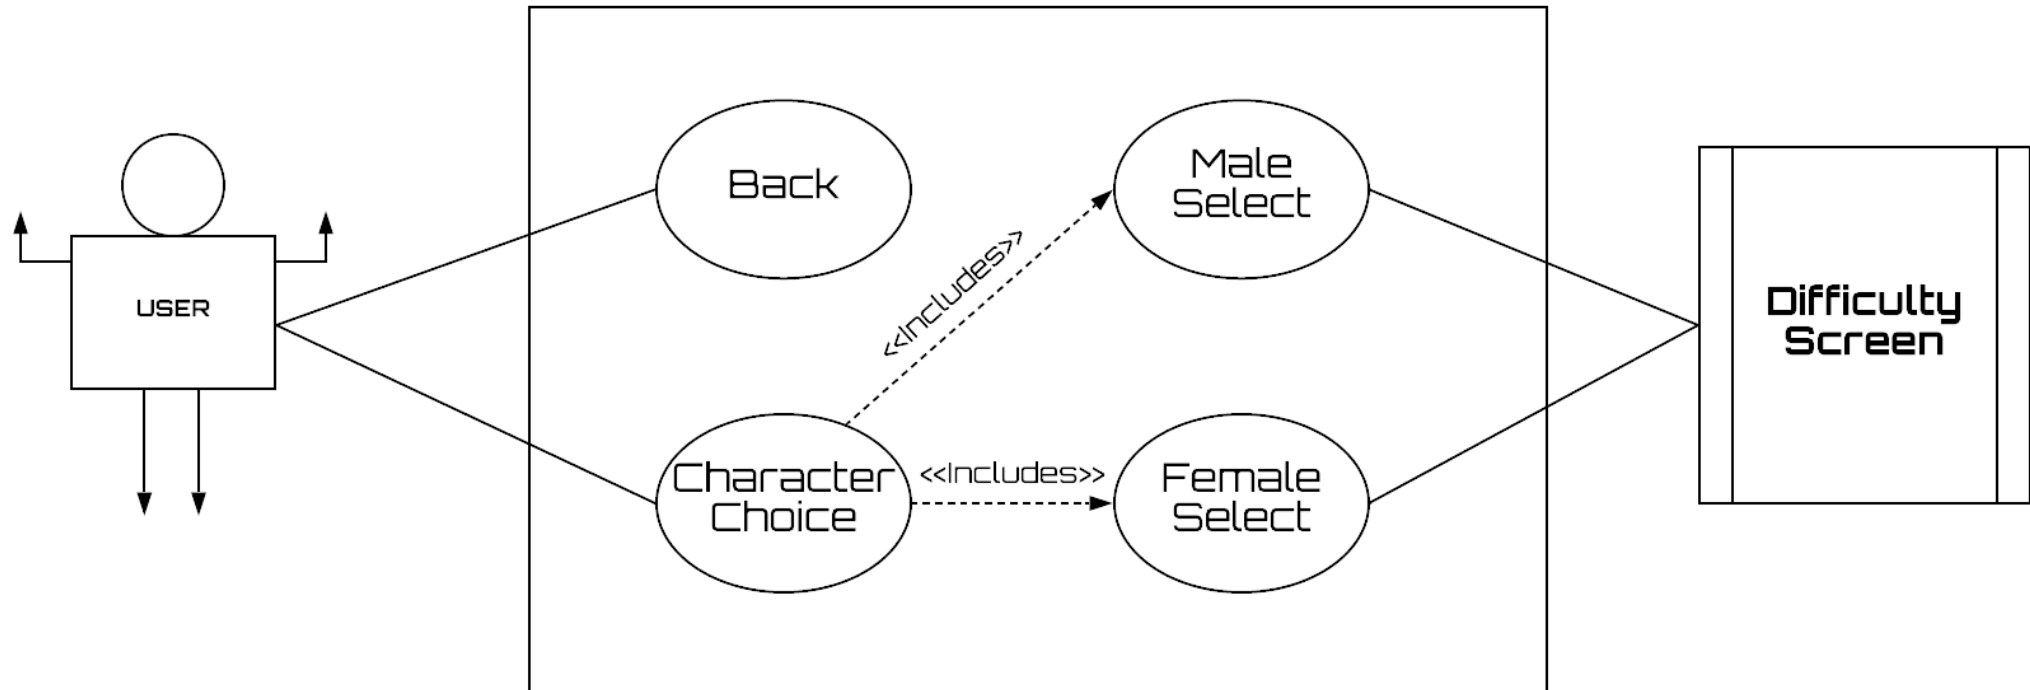 USER
Back
Male
Select
<<Includes>>
Character
Choice
<<Includes>>
Female
Select
Difficulty
Screen